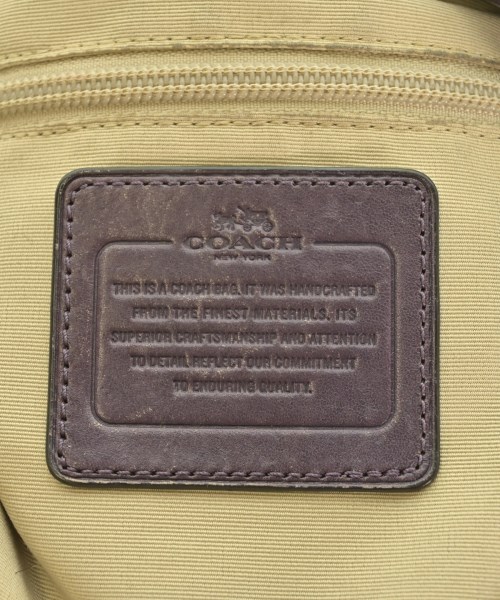 COACH
NEW YORK
THIS IS A COACH BAG. IT WAS HANDCRAFTED
FROM THE FINEST MATERIALS. ITS
SUPERIOR CRAFTSMANSHIP AND ATTENTION
TO DETAIL REFLECT OUR COMMITMENT
TO ENDURING QUALITY.